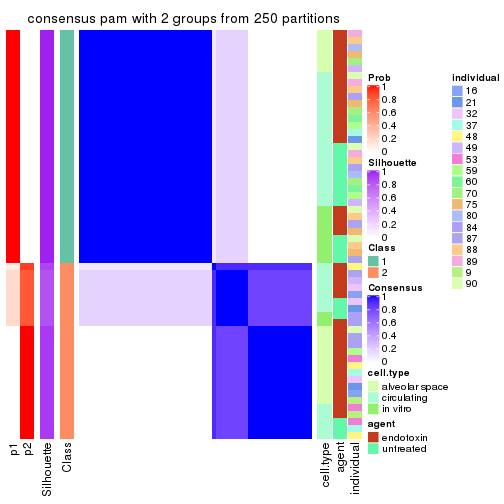 consensus pam with 2 groups from 250 partitions
p1
p2
Silhouette
Class
cell.type
agent
individual
Prob
1
0.8
0.6
0.4
0.2
0
Silhouette
1
0.8
0.6
0.4
0.2
0
Class
1
2
Consensus
1
0.8
0.6
0.4
0.2
0
cell.type
alveolar space
circulating
in vitro
agent
endotoxin
untreated
individual
16
21
32
37
48
49
53
59
60
70
75
80
84
87
88
89
9
90